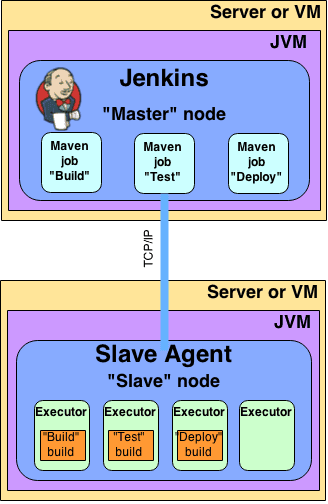 Server or VM
JVM
Jenkins
"Master" node
Maven
job
"Build"
Maven
job
"Test"
Maven
job
"Deploy"
TCP/IP
Server or VM
JVM
Slave Agent
"Slave" node
Executor
"Build"
build
Executor
"Test"
build
Executor
"Deploy"
build
Executor